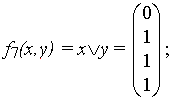 f₇(x,y) = x∨y = (0 1 1 1);